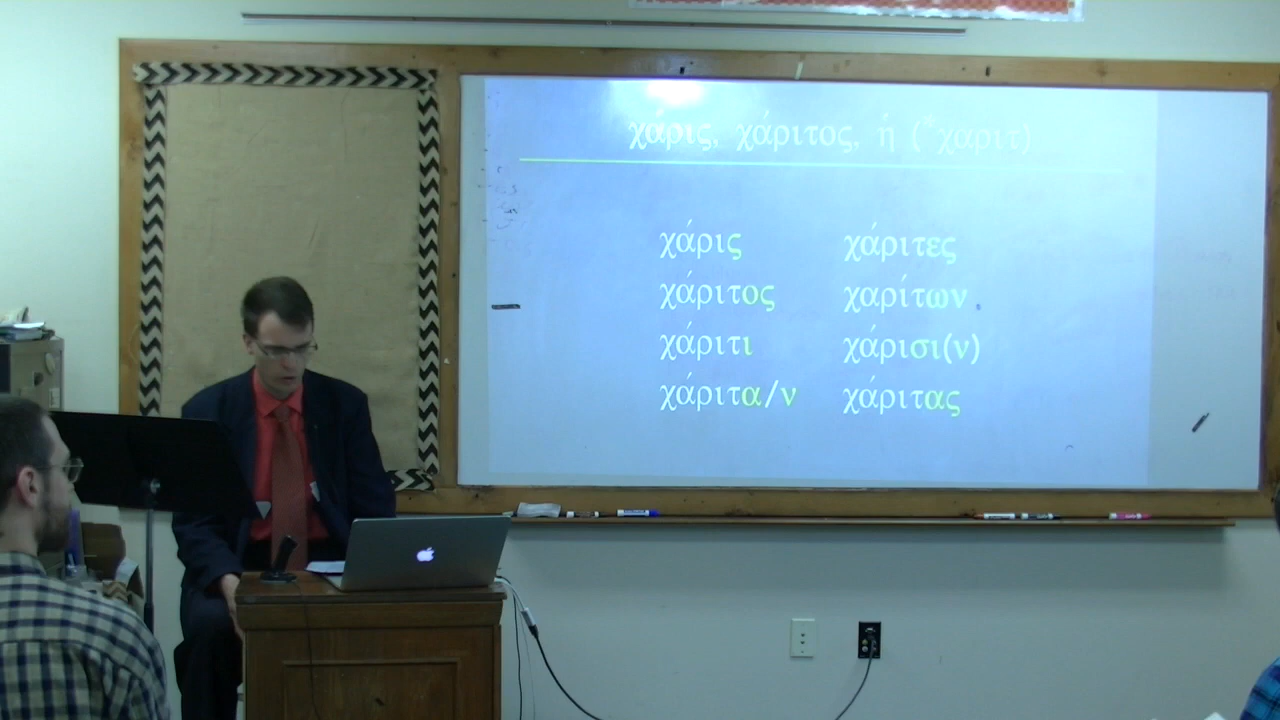 χάρις, χάριτος, ἡ (*χαριτ)
χάρις χάριτες
χάριτος χαρίτων
χάριτι χάρισι(ν)
χάριτα/ν χάριτας